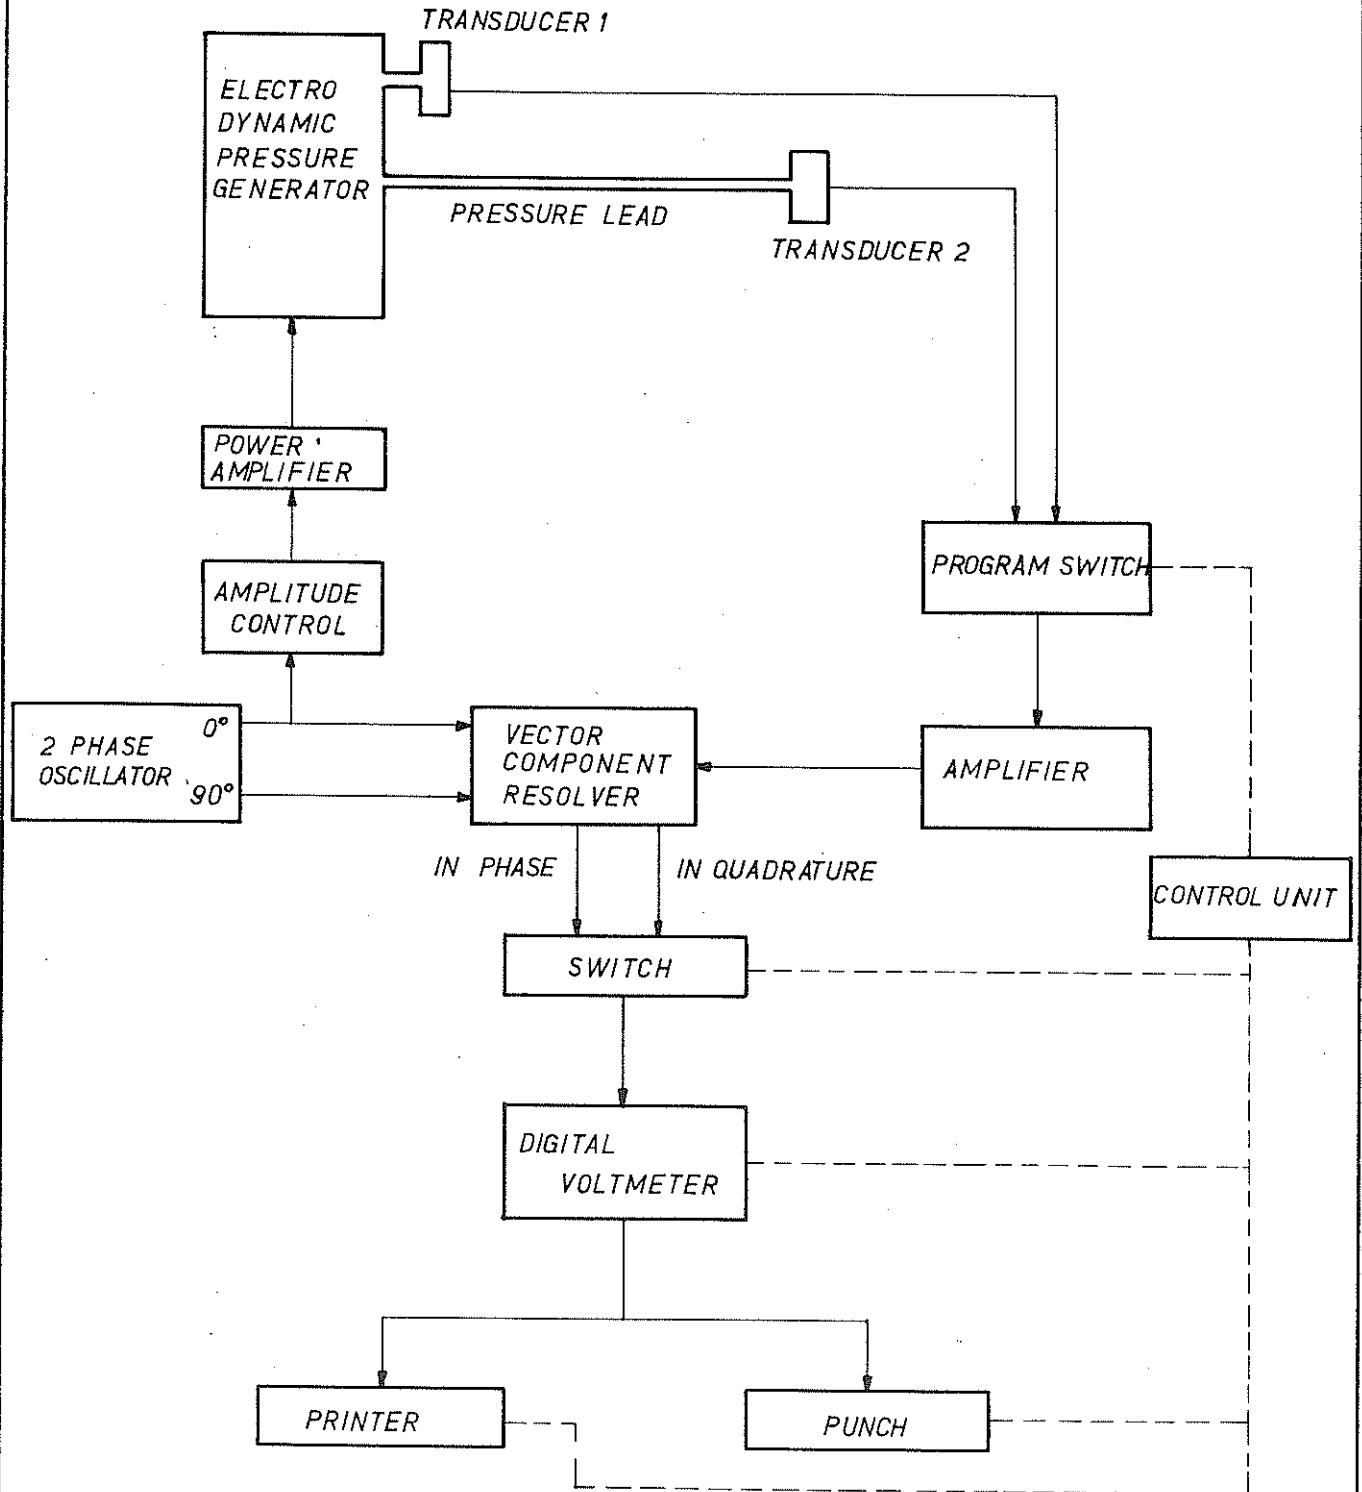 TRANSDUCER 1
ELECTRO
DYNAMIC
PRESSURE
GENERATOR
PRESSURE LEAD
TRANSDUCER 2
POWER
AMPLIFIER
PROGRAM SWITCH
AMPLITUDE
CONTROL
0°
2 PHASE
OSCILLATOR
90°
VECTOR
COMPONENT
RESOLVER
AMPLIFIER
IN PHASE
IN QUADRATURE
CONTROL UNIT
SWITCH
DIGITAL
VOLTMETER
PRINTER
PUNCH